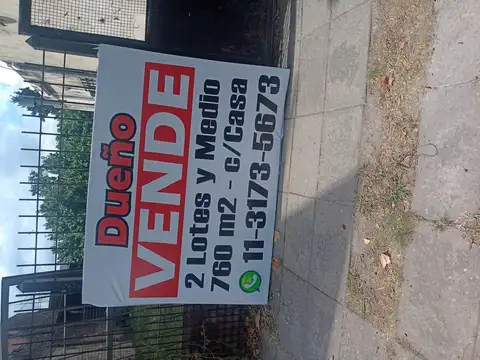 Dueño
VENDE
2 Lotes y Medio
760 m2 - c/Casa
11-3173-5673